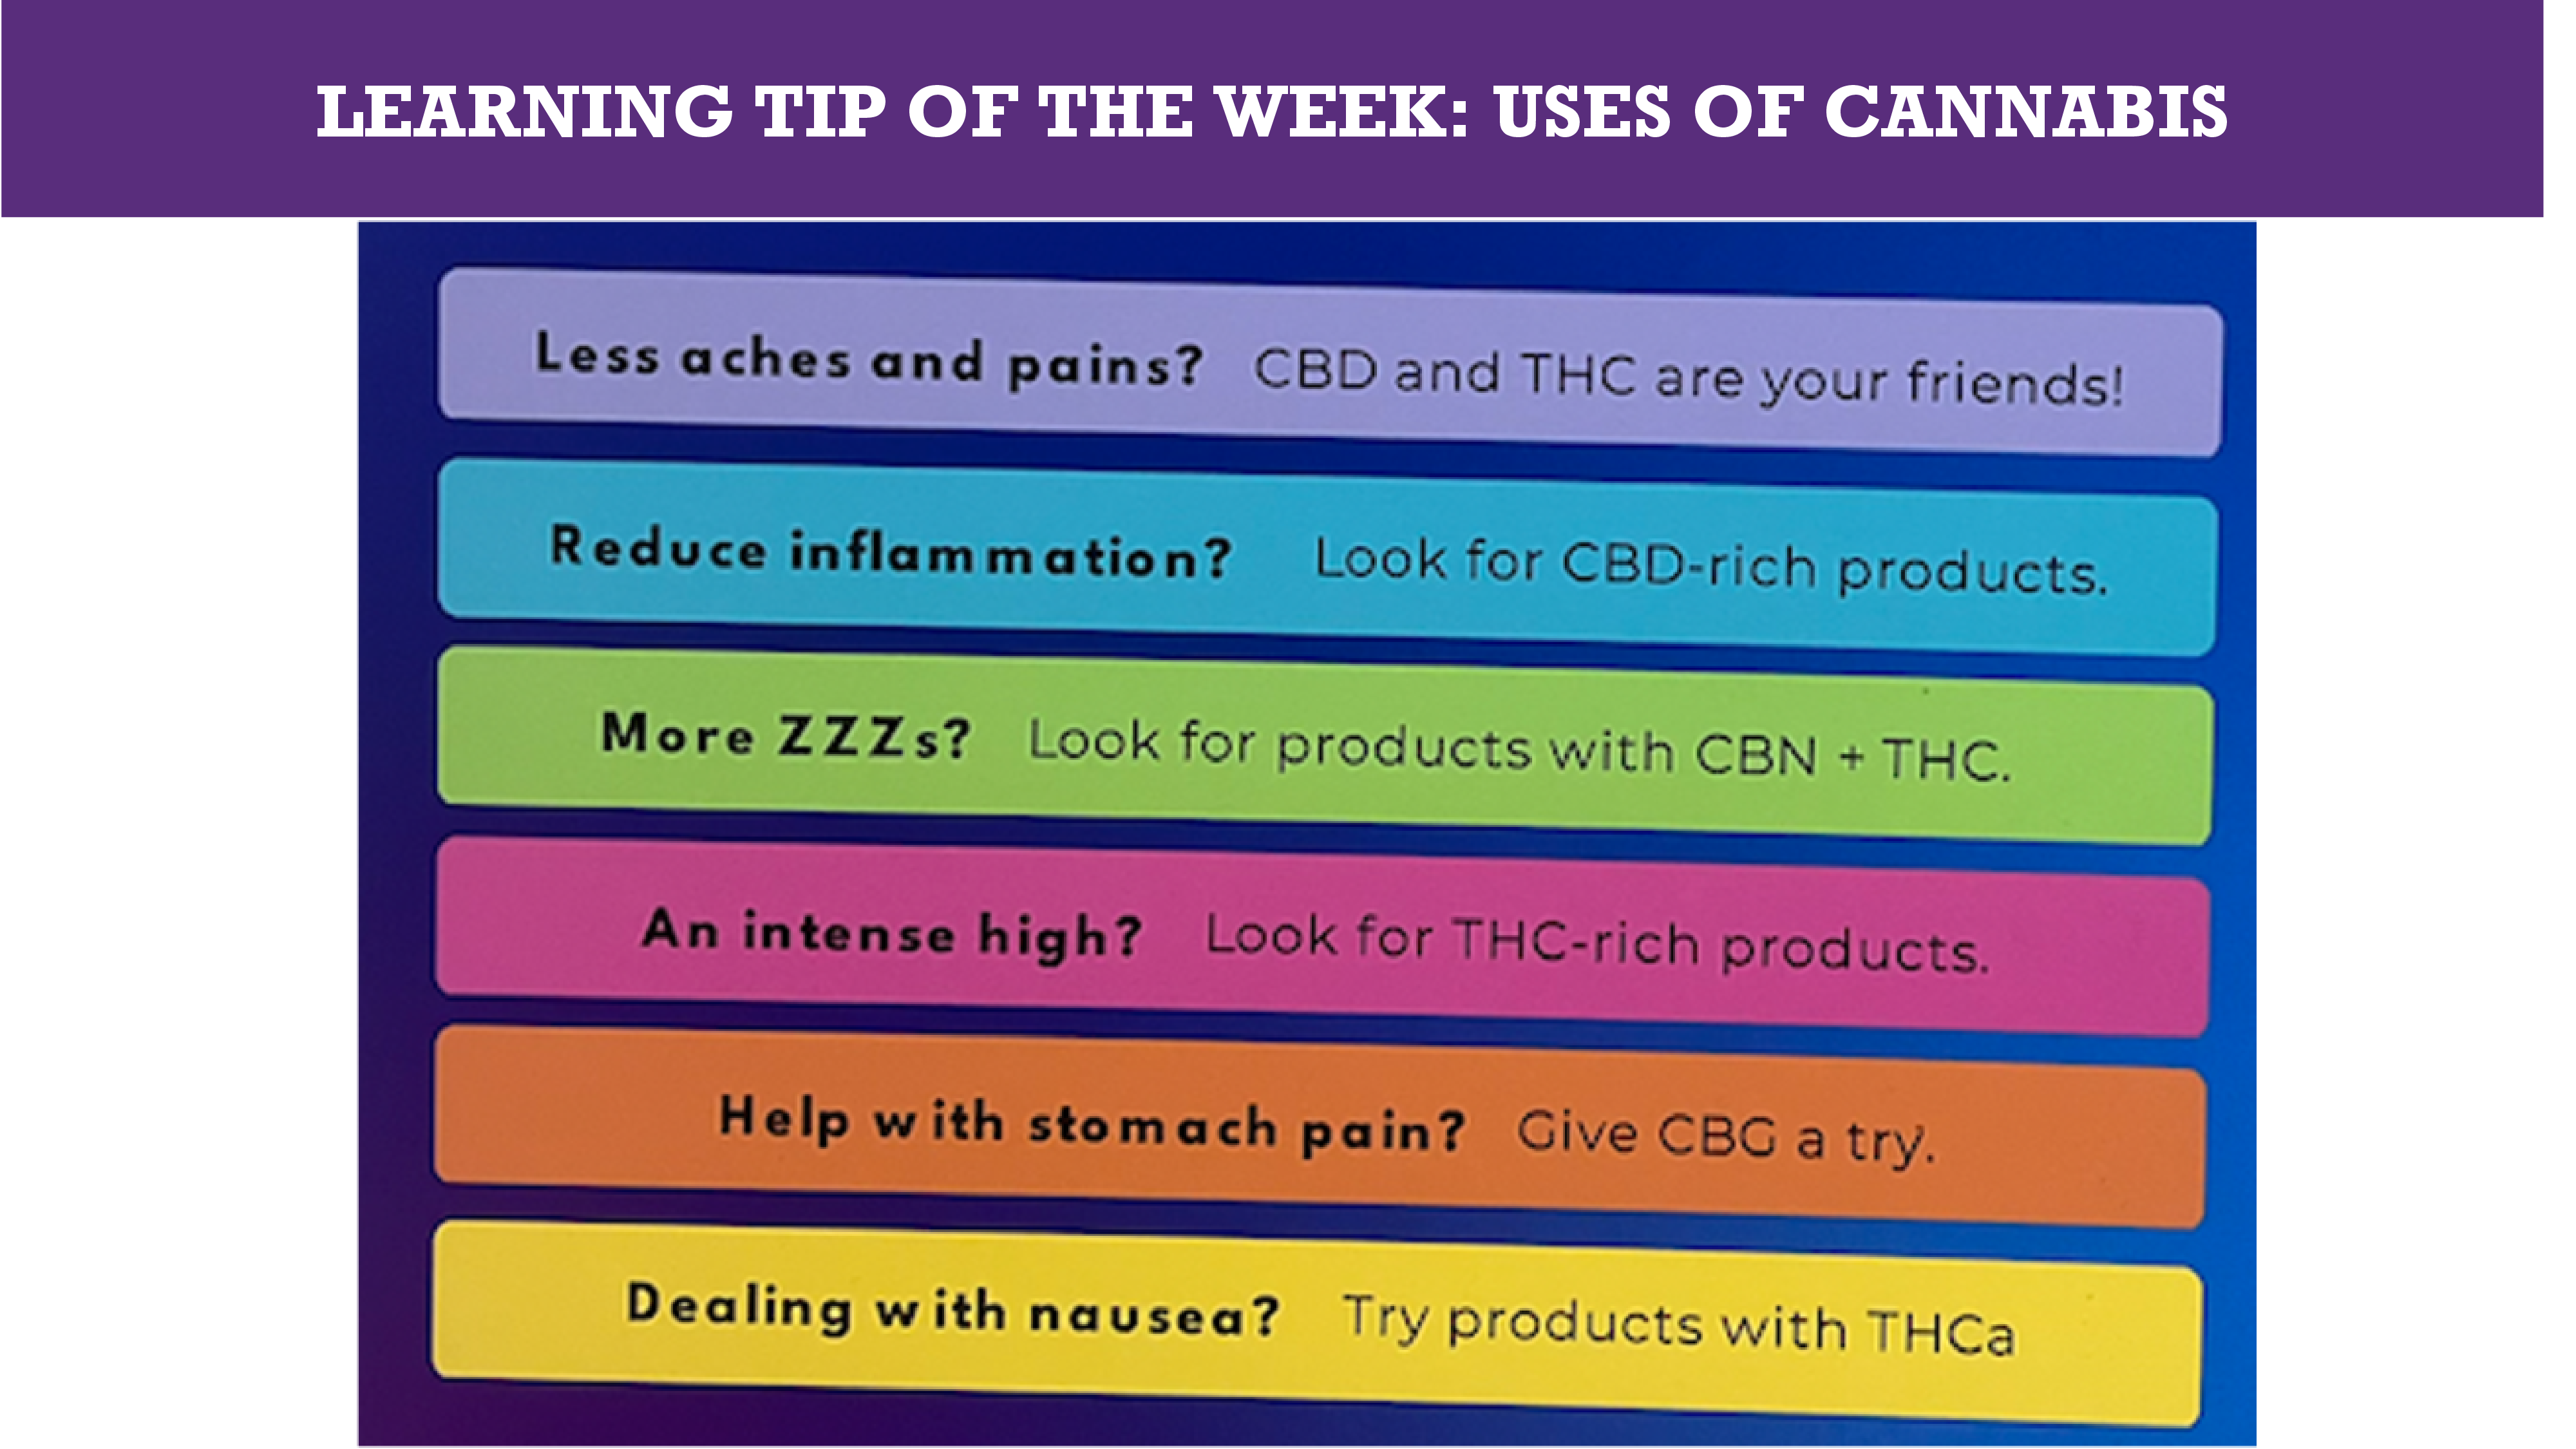 LEARNING TIP OF THE WEEK: USES OF CANNABIS
Less aches and pains? CBD and THC are your friends!
Reduce inflammation? Look for CBD-rich products.
More ZZZs? Look for products with CBN + THC.
An intense high? Look for THC-rich products.
Help with stomach pain? Give CBG a try.
Dealing with nausea? Try products with THCa